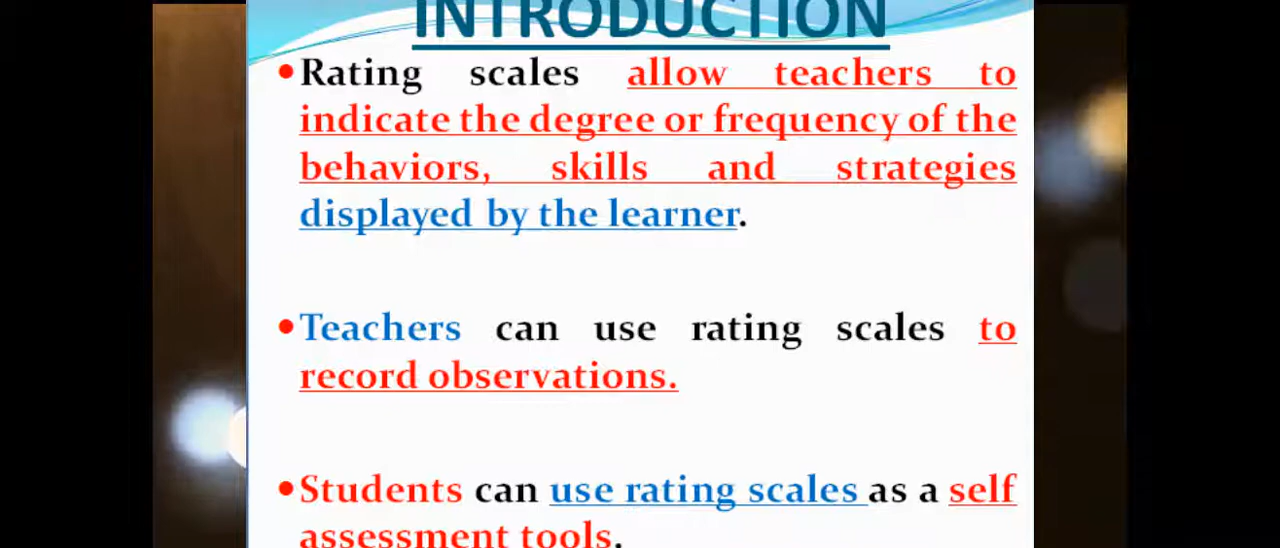 INTRODUCTION
•Rating scales allow teachers to
indicate the degree or frequency of the
behaviors, skills and strategies
displayed by the learner.
•Teachers can use rating scales to
record observations.
•Students can use rating scales as a self
assessment tools.